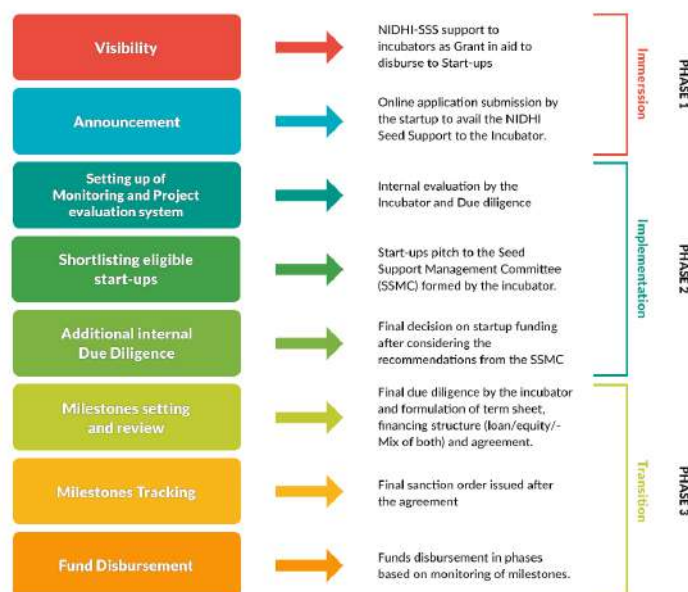 Visibility
NIDHI-SSS support to
incubators as Grant in aid to
disburse to Start-ups
Announcement
Online application submission by
the startup to avail the NIDHI
Seed Support to the Incubator.
Immerssion
PHASE 1
Setting up of
Monitoring and Project
evaluation system
Internal evaluation by the
Incubator and Due diligence
Shortlisting eligible
start-ups
Start-ups pitch to the Seed
Support Management Committee
(SSMC) formed by the incubator.
Additional internal
Due Diligence
Final decision on startup funding
after considering the
recommendations from the SSMC
Implementation
PHASE 2
Milestones setting
and review
Final due diligence by the incubator
and formulation of term sheet,
financing structure (loan/equity/-
Mix of both) and agreement.
Milestones Tracking
Final sanction order issued after
the agreement
Fund Disbursement
Funds disbursement in phases
based on monitoring of milestones.
Transition
PHASE 3